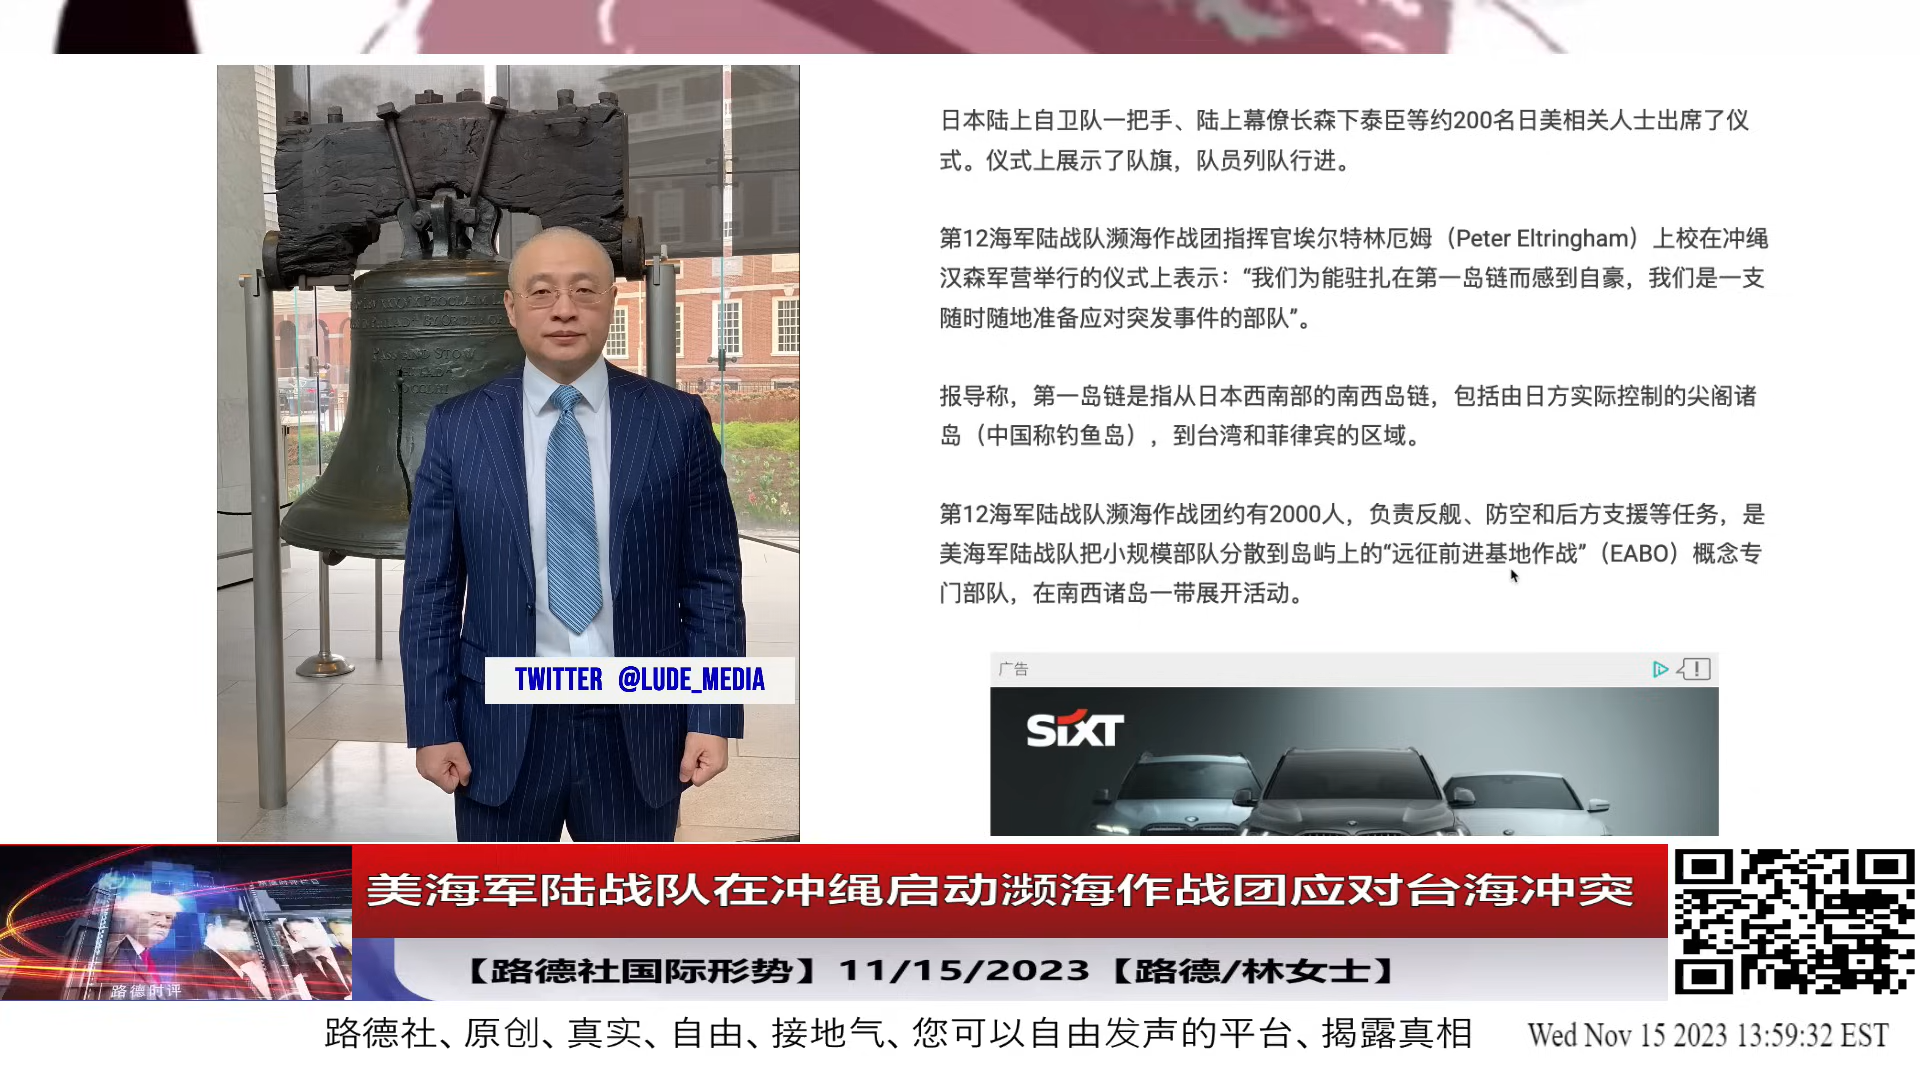 日本陆上自卫队一把手、陆上幕僚长森下泰臣等约200名日美相关人士出席了仪
式。仪式上展示了队旗，队员列队行进。
第12海军陆战队濒海作战团指挥官埃尔特林厄姆（Peter Eltringham）上校在冲绳
汉森军营举行的仪式上表示：“我们为能驻扎在第一岛链而感到自豪，我们是一支
随时随地准备应对突发事件的部队”。
报导称，第一岛链是指从日本西南部的南西岛链，包括由日方实际控制的尖阁诸
岛（中国称钓鱼岛），到台湾和菲律宾的区域。
第12海军陆战队濒海作战团约有2000人，负责反舰、防空和后方支援等任务，是
美海军陆战队把小规模部队分散到岛屿上的“远征前进基地作战”（EABO）概念专
门部队，在南西诸岛一带展开活动。
TWITTER @LUDE_MEDIA
广告
SIXT
美海军陆战队在冲绳启动濒海作战团应对台海冲突
【路德社国际形势】11/15/2023【路德/林女士】
路德时评
路德社、原创、真实、自由、接地气、您可以自由发声的平台、揭露真相
Wed Nov 15 2023 13:59:32 EST